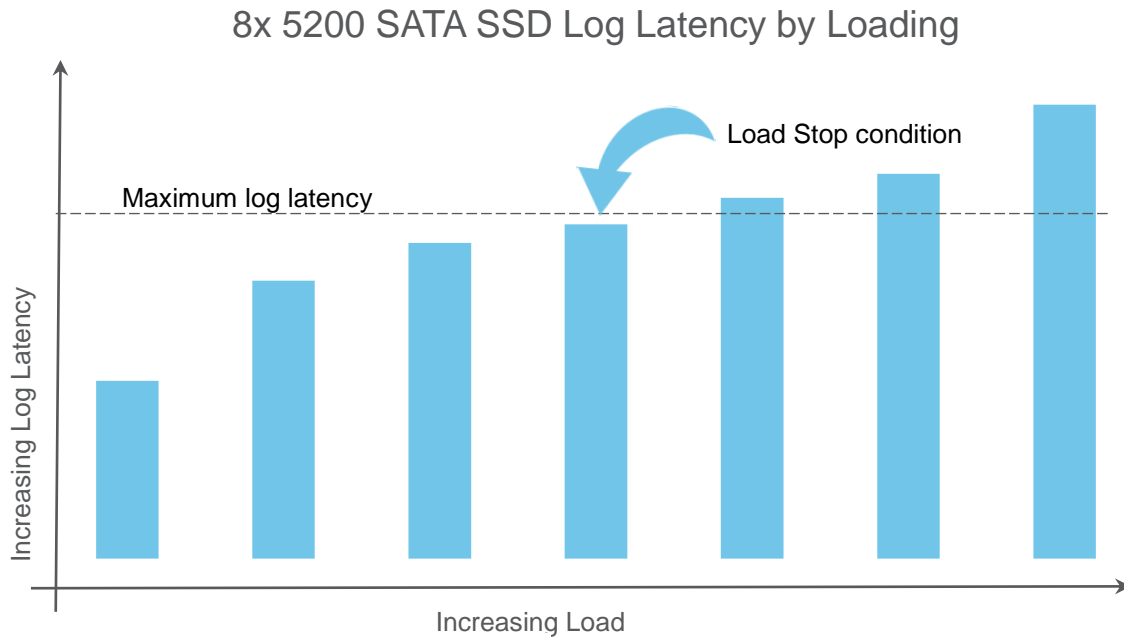 8x 5200 SATA SSD Log Latency by Loading
Load Stop condition
Maximum log latency
Increasing Log Latency
Increasing Load